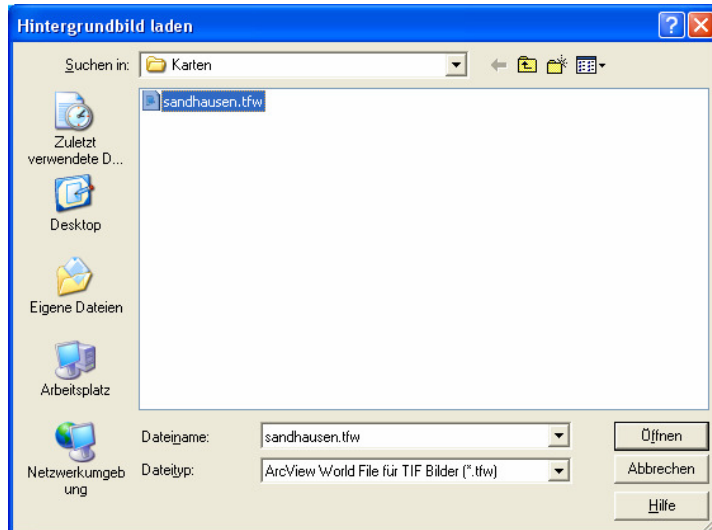 Hintergrundbild laden
Suchen in: Karten
sandhausen.tfw
Zuletzt
verwendete D...
Desktop
Eigene Dateien
Arbeitsplatz
Netzwerkumgeb
ung
Dateiname: sandhausen.tfw Öffnen
Dateityp: ArcView World File für TIF Bilder (*.tfw) Abbrechen
Hilfe